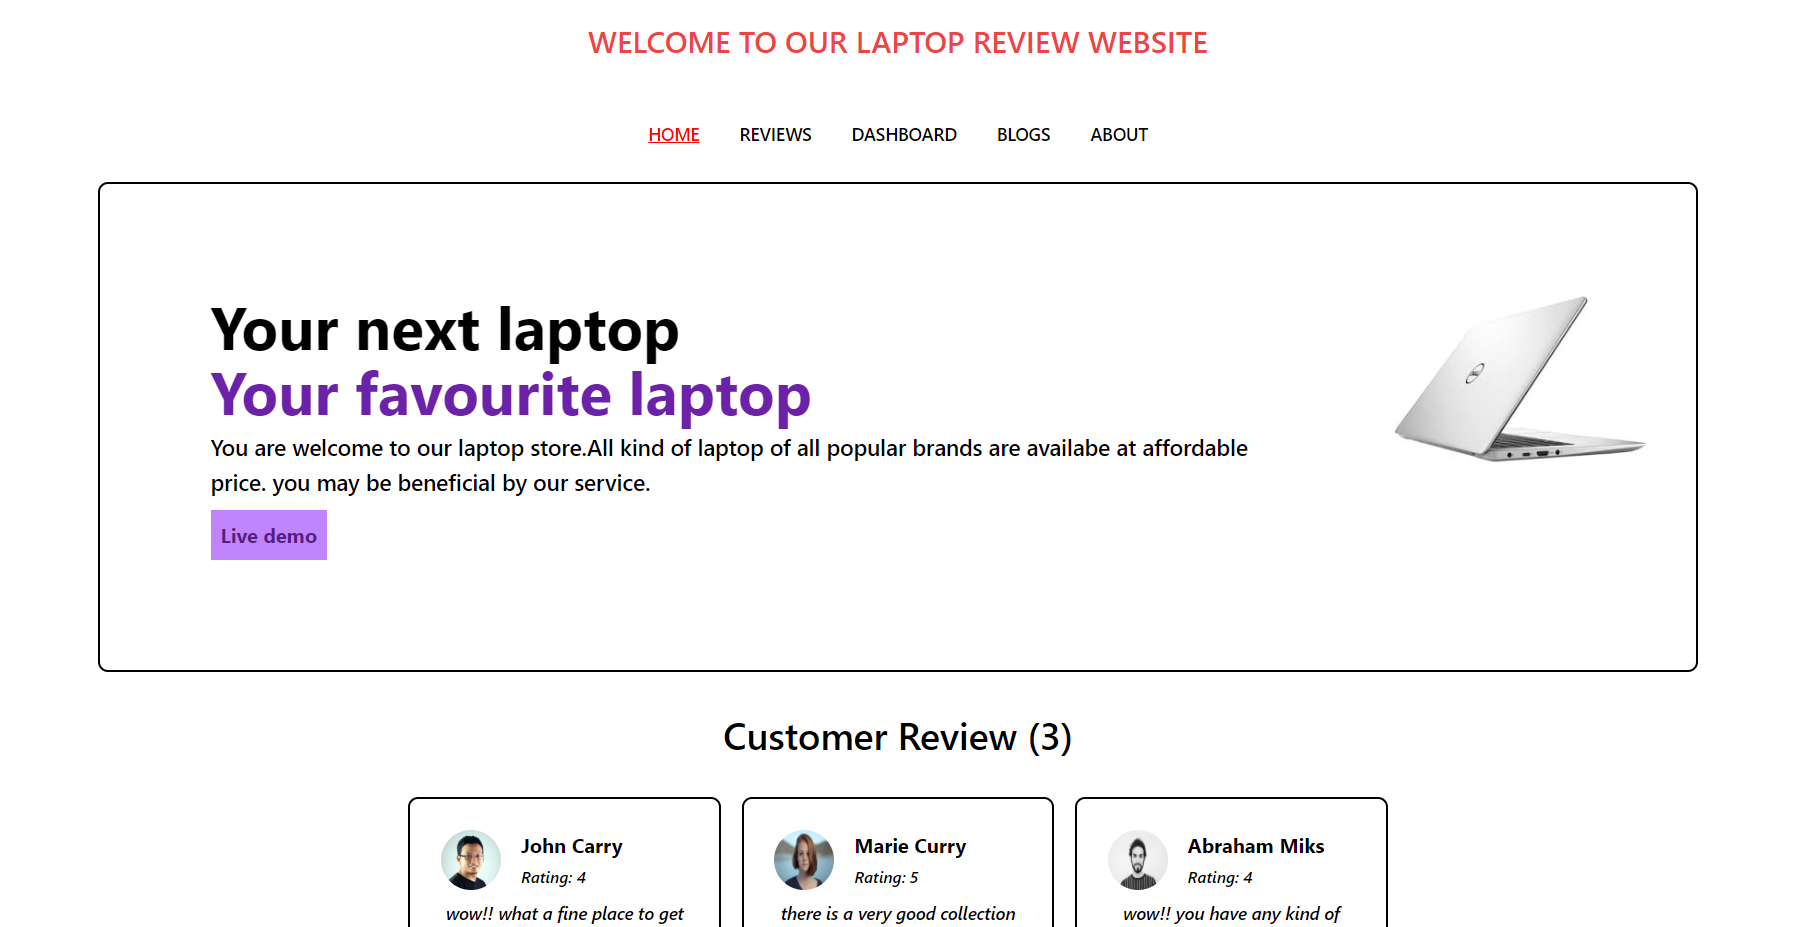 WELCOME TO OUR LAPTOP REVIEW WEBSITE
HOME REVIEWS DASHBOARD BLOGS ABOUT
Your next laptop
Your favourite laptop
You are welcome to our laptop store.All kind of laptop of all popular brands are availabe at affordable
price. you may be beneficial by our service.
Live demo
Customer Review (3)
John Carry
Rating: 4
wow!! what a fine place to get
Marie Curry
Rating: 5
there is a very good collection
Abraham Miks
Rating: 4
wow!! you have any kind of